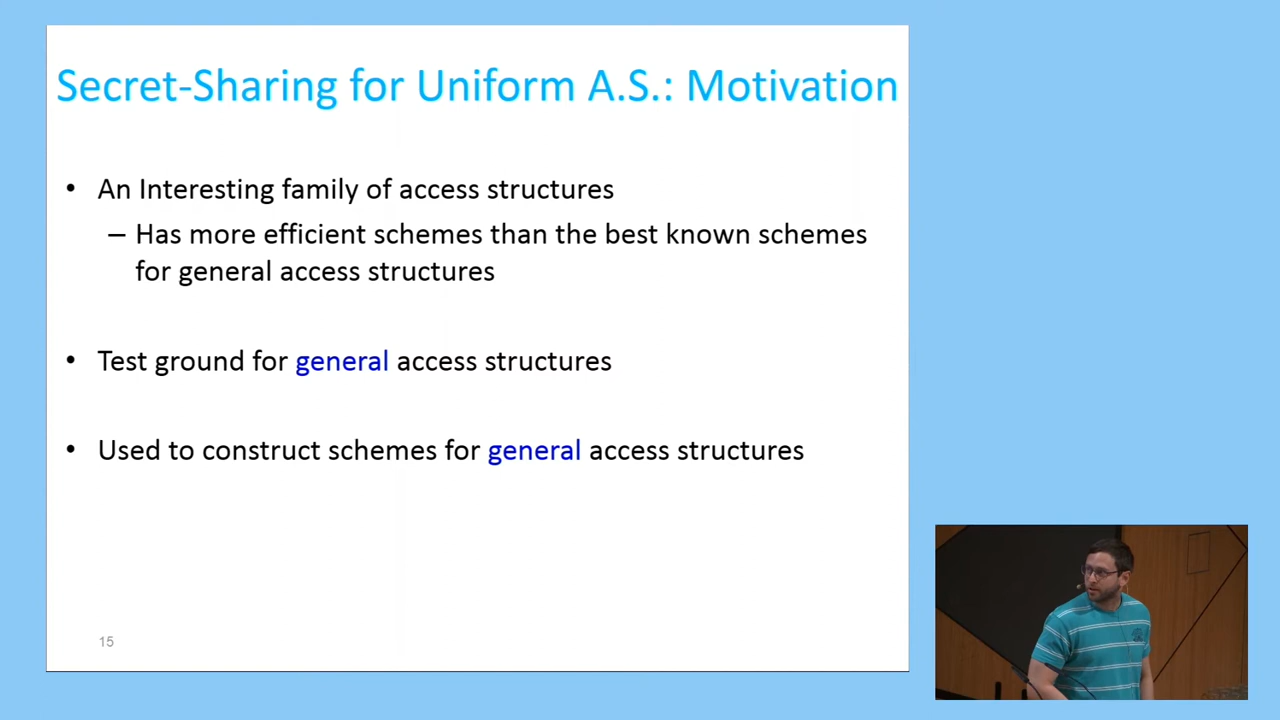 Secret-Sharing for Uniform A.S.: Motivation
• An Interesting family of access structures
– Has more efficient schemes than the best known schemes
for general access structures
• Test ground for general access structures
• Used to construct schemes for general access structures
15